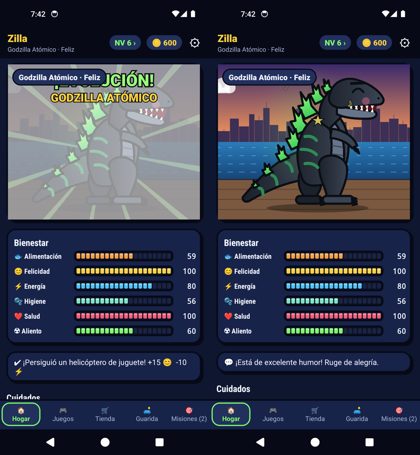 7:42
Zilla
Godzilla Atómico · Feliz
NV 6 ›
600
Godzilla Atómico · Feliz
UCIÓN!
GODZILLA ATÓMICO
Bienestar
Alimentación 59
Felicidad 100
Energía 80
Higiene 56
Salud 100
Aliento 60
¡Persiguió un helicóptero de juguete! +15 -10
Cuidados
Hogar
Juegos
Tienda
Guarida
Misiones (2)
7:42
Zilla
Godzilla Atómico · Feliz
NV 6 ›
600
Godzilla Atómico · Feliz
Bienestar
Alimentación 59
Felicidad 100
Energía 80
Higiene 56
Salud 100
Aliento 60
¡Está de excelente humor! Ruge de alegría.
Cuidados
Hogar
Juegos
Tienda
Guarida
Misiones (2)